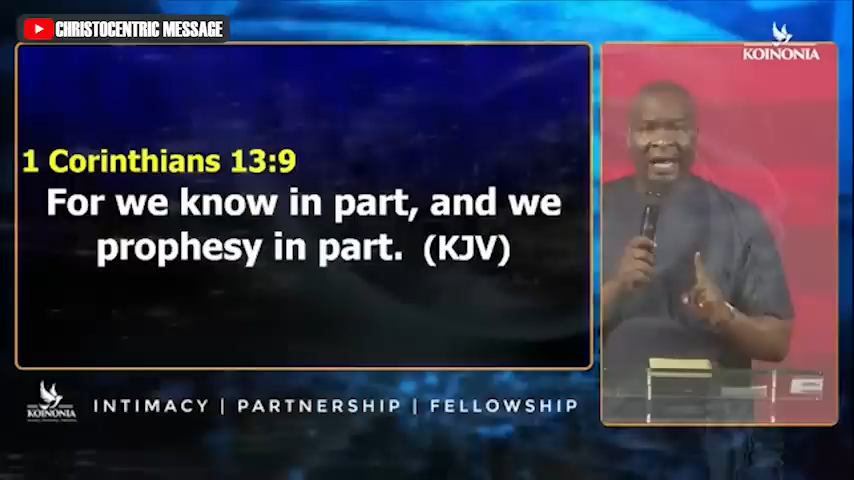 CHRISTOCENTRIC MESSAGE
KOINONIA
1 Corinthians 13:9
For we know in part, and we
prophesy in part. (KJV)
KOINONIA
INTIMACY | PARTNERSHIP | FELLOWSHIP